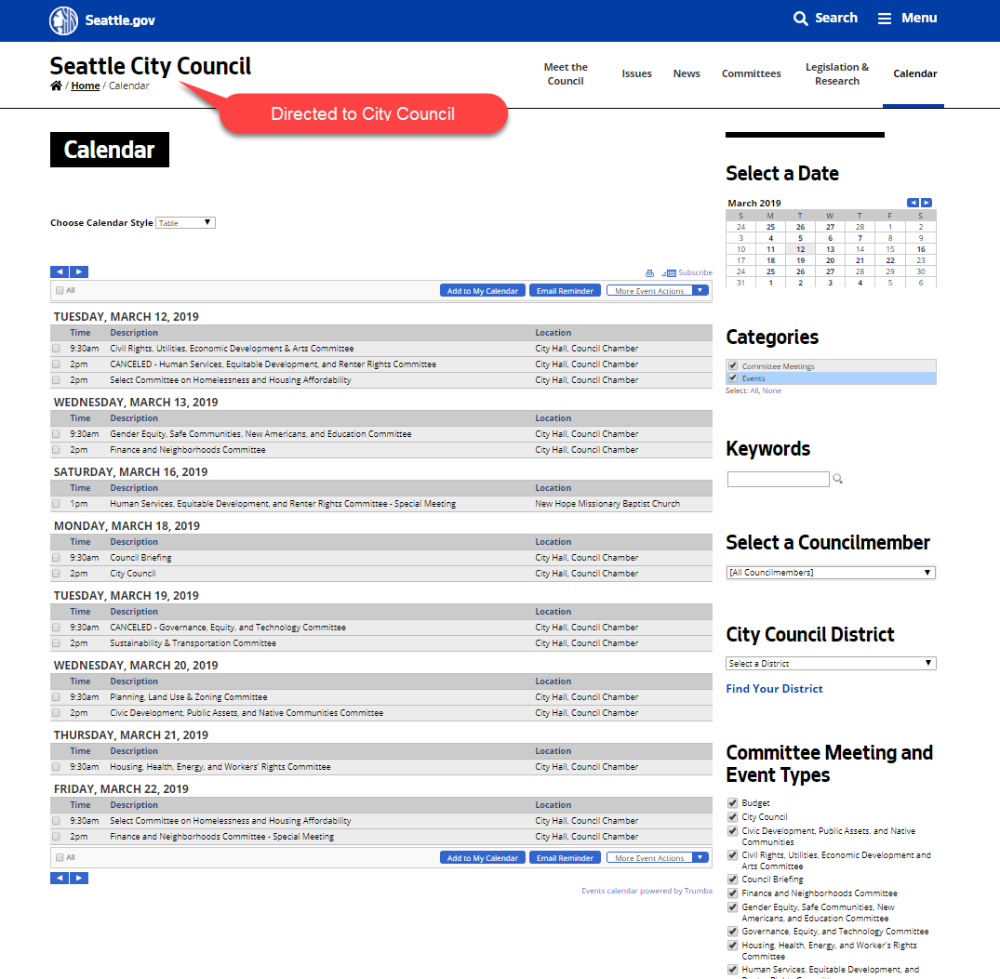 Seattle.gov
Search
Menu
Seattle City Council
/ Home / Calendar
Meet the
Council
Issues
News
Committees
Legislation &
Research
Calendar
Directed to City Council
Calendar
Choose Calendar Style Table
Subscribe
All
Add to My Calendar
Email Reminder
More Event Actions
TUESDAY, MARCH 12, 2019
Time Description Location
9:30am Civil Rights, Utilities, Economic Development & Arts Committee City Hall, Council Chamber
2pm CANCELED - Human Services, Equitable Development, and Renter Rights Committee City Hall, Council Chamber
2pm Select Committee on Homelessness and Housing Affordability City Hall, Council Chamber
WEDNESDAY, MARCH 13, 2019
Time Description Location
9:30am Gender Equity, Safe Communities, New Americans, and Education Committee City Hall, Council Chamber
2pm Finance and Neighborhoods Committee City Hall, Council Chamber
SATURDAY, MARCH 16, 2019
Time Description Location
1pm Human Services, Equitable Development, and Renter Rights Committee - Special Meeting New Hope Missionary Baptist Church
MONDAY, MARCH 18, 2019
Time Description Location
9:30am Council Briefing City Hall, Council Chamber
2pm City Council City Hall, Council Chamber
TUESDAY, MARCH 19, 2019
Time Description Location
9:30am CANCELED - Governance, Equity, and Technology Committee City Hall, Council Chamber
2pm Sustainability & Transportation Committee City Hall, Council Chamber
WEDNESDAY, MARCH 20, 2019
Time Description Location
9:30am Planning, Land Use & Zoning Committee City Hall, Council Chamber
2pm Civic Development, Public Assets, and Native Communities Committee City Hall, Council Chamber
THURSDAY, MARCH 21, 2019
Time Description Location
9:30am Housing, Health, Energy, and Workers' Rights Committee City Hall, Council Chamber
FRIDAY, MARCH 22, 2019
Time Description Location
9:30am Select Committee on Homelessness and Housing Affordability City Hall, Council Chamber
2pm Finance and Neighborhoods Committee - Special Meeting City Hall, Council Chamber
All
Add to My Calendar
Email Reminder
More Event Actions
Events calendar powered by Trumba
Select a Date
March 2019
S M T W T F S
24 25 26 27 28 1 2
3 4 5 6 7 8 9
10 11 12 13 14 15 16
17 18 19 20 21 22 23
24 25 26 27 28 29 30
31 1 2 3 4 5 6
Categories
Committee Meetings
Events
Select: All, None
Keywords
Select a Councilmember
[All Councilmembers]
City Council District
Select a District
Find Your District
Committee Meeting and
Event Types
Budget
City Council
Civic Development, Public Assets, and Native
Communities
Civil Rights, Utilities, Economic Development and
Arts Committee
Council Briefing
Finance and Neighborhoods Committee
Gender Equity, Safe Communities, New
Americans, and Education Committee
Governance, Equity, and Technology Committee
Housing, Health, Energy, and Worker's Rights
Committee
Human Services, Equitable Development, and